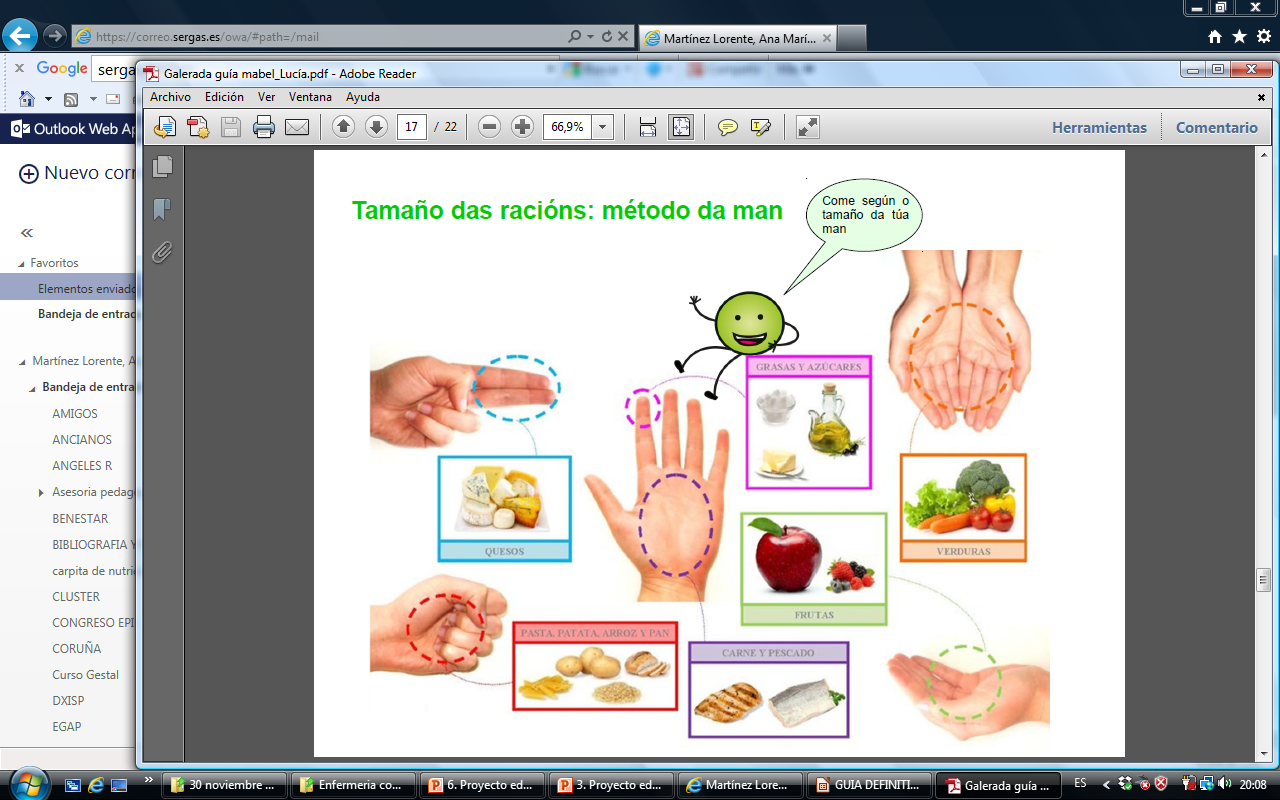 https://correo.sergas.es/owa/#path=/mail
Martínez Lorente, Ana Marí...
Google
serga
Galerada guía mabel_Lucía.pdf - Adobe Reader
Archivo Edición Ver Ventana Ayuda
17 / 22
66,9%
Herramientas
Comentario
Outlook Web Ap
Nuevo corr
Favoritos
Elementos enviado
Bandeja de entrad
Martínez Lorente, A
Bandeja de entra
AMIGOS
ANCIANOS
ANGELES R
Asesoria pedag
BENESTAR
BIBLIOGRAFIA Y
carpita de nutri
CLUSTER
CONGRESO EPI
CORUÑA
Curso Gestal
DXISP
EGAP
Tamaño das racións: método da man
Come según o
tamaño da túa
man
GRASAS Y AZÚCARES
QUESOS
VERDURAS
FRUTAS
PASTA, PATATA, ARROZ Y PAN
CARNE Y PESCADO
30 noviembre ...
Enfermeria co...
6. Proyecto ed...
3. Proyecto ed...
Martínez Lore...
GUIA DEFINITI...
Galerada guía ...
ES
20:08